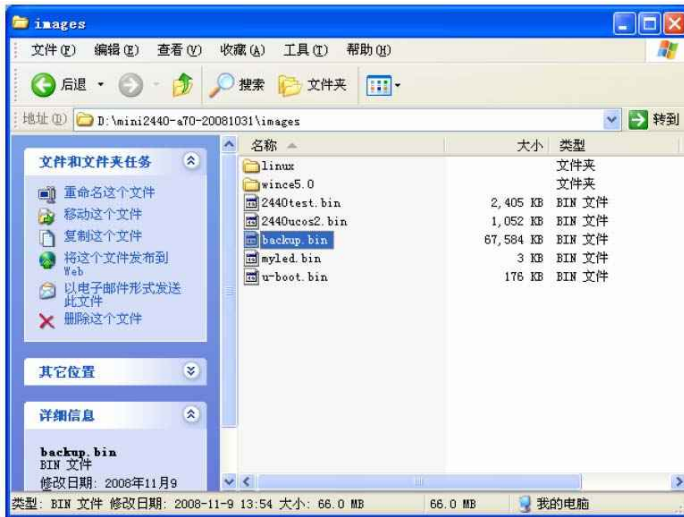 images
文件(F) 编辑(E) 查看(V) 收藏(A) 工具(T) 帮助(H)
后退 搜索 文件夹
地址(D) D:\mini2440-a70-20081031\images 转到
文件和文件夹任务
重命名这个文件
移动这个文件
复制这个文件
将这个文件发布到
Web
以电子邮件形式发送
此文件
删除这个文件
其它位置
详细信息
backup.bin
BIN 文件
修改日期: 2008年11月9
名称 大小 类型
linux 文件夹
wince5.0 文件夹
2440test.bin 2,405 KB BIN 文件
2440ucos2.bin 1,052 KB BIN 文件
backup.bin 67,584 KB BIN 文件
myled.bin 3 KB BIN 文件
u-boot.bin 176 KB BIN 文件
类型: BIN 文件 修改日期: 2008-11-9 13:54 大小: 66.0 MB 66.0 MB 我的电脑